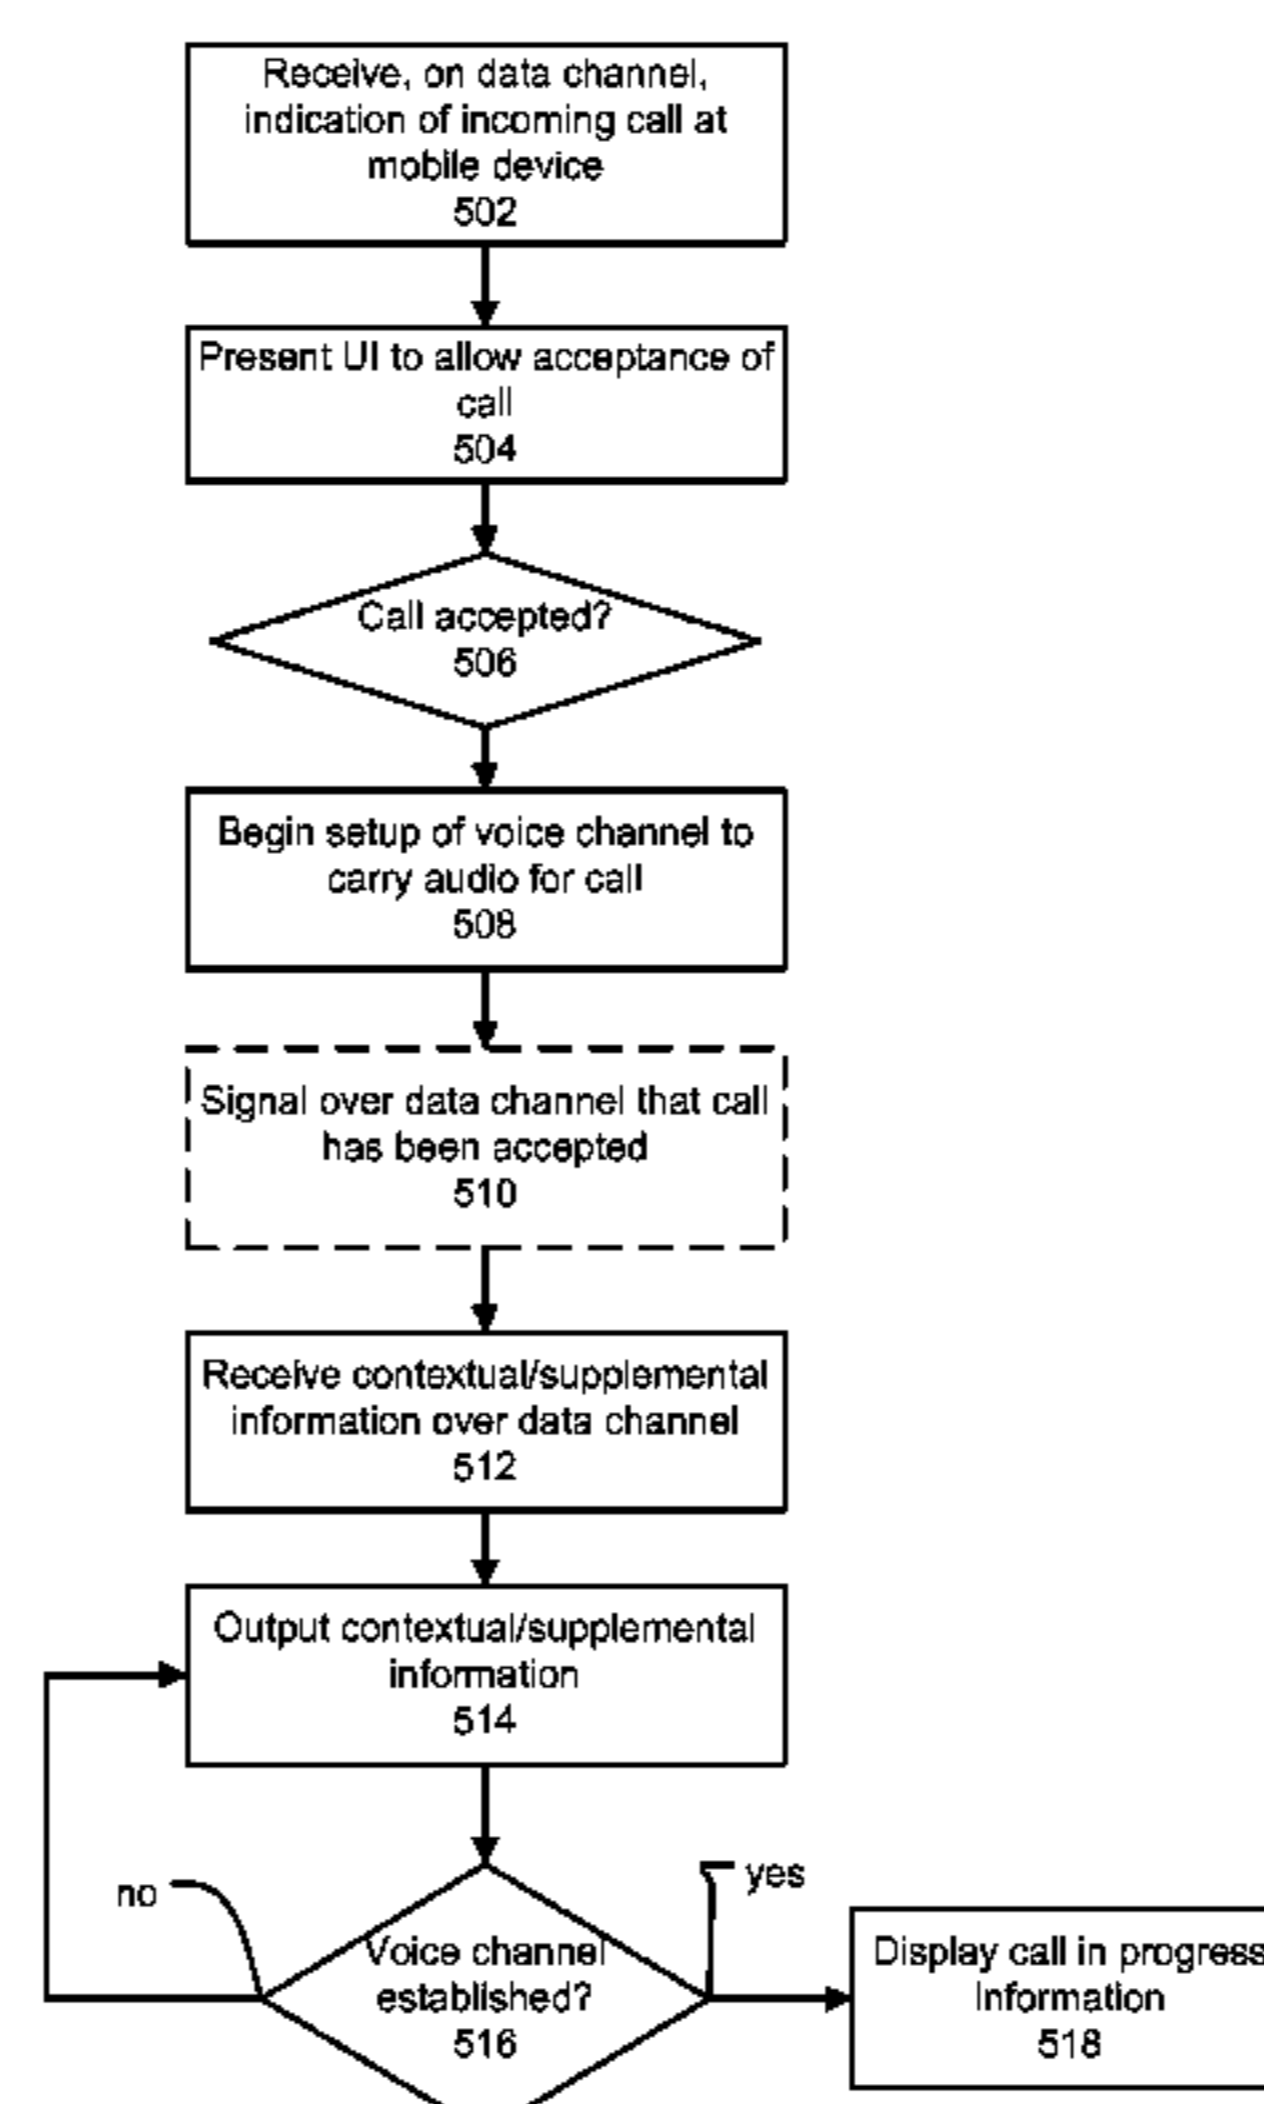 Receive, on data channel,
indication of incoming call at
mobile device
502
Present UI to allow acceptance of
call
504
Call accepted?
506
Begin setup of voice channel to
carry audio for call
508
Signal over data channel that call
has been accepted
510
Receive contextual/supplemental
information over data channel
512
Output contextual/supplemental
information
514
no
yes
Voice channel
established?
516
Display call in progress
Information
518